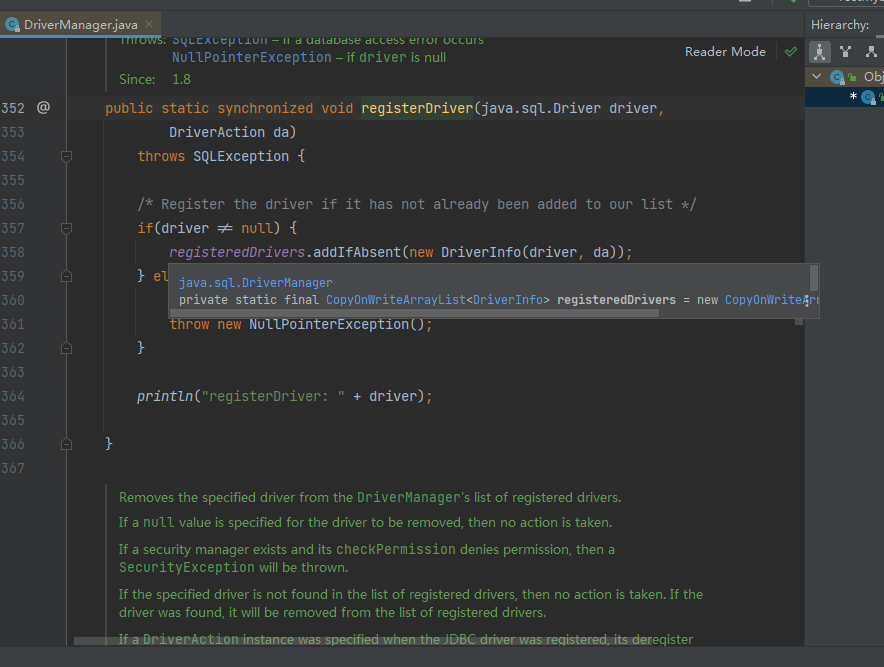 DriverManager.java
Hierarchy:
Throws: SQLException – if a database access error occurs
NullPointerException – if driver is null
Reader Mode
Since: 1.8
Obj
352 @ public static synchronized void registerDriver(java.sql.Driver driver,
*
353 DriverAction da)
354 throws SQLException {
355
356 /* Register the driver if it has not already been added to our list */
357 if(driver ≠ null) {
358 registeredDrivers.addIfAbsent(new DriverInfo(driver, da));
359 } el
java.sql.DriverManager
360 private static final CopyOnWriteArrayList<DriverInfo> registeredDrivers = new CopyOnWriteArr
361 throw new NullPointerException();
362 }
363
364 println("registerDriver: " + driver);
365
366 }
367
Removes the specified driver from the DriverManager's list of registered drivers.
If a null value is specified for the driver to be removed, then no action is taken.
If a security manager exists and its checkPermission denies permission, then a
SecurityException will be thrown.
If the specified driver is not found in the list of registered drivers, then no action is taken. If the
driver was found, it will be removed from the list of registered drivers.
If a DriverAction instance was specified when the JDBC driver was registered, its deregister